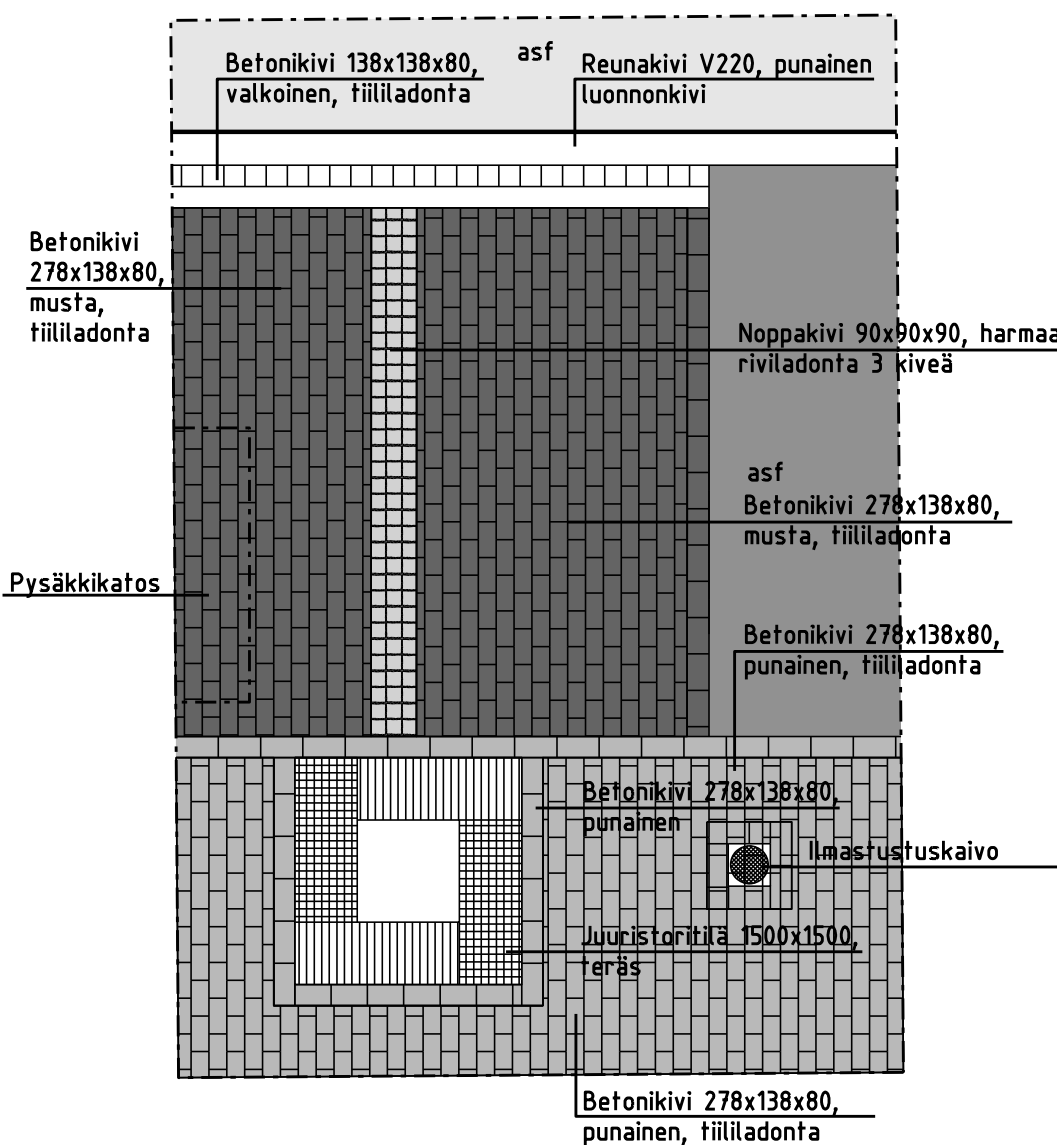 asf
Betonikivi 138x138x80,
valkoinen, tiililadonta
Reunakivi V220, punainen
luonnonkivi
Betonikivi
278x138x80,
musta,
tiililadonta
Noppakivi 90x90x90, harmaa
riviladonta 3 kiveä
asf
Betonikivi 278x138x80,
musta, tiililadonta
Pysäkkikatos
Betonikivi 278x138x80,
punainen, tiililadonta
Betonikivi 278x138x80,
punainen
Ilmastustuskaivo
Juuristoritilä 1500x1500,
teräs
Betonikivi 278x138x80,
punainen, tiililadonta